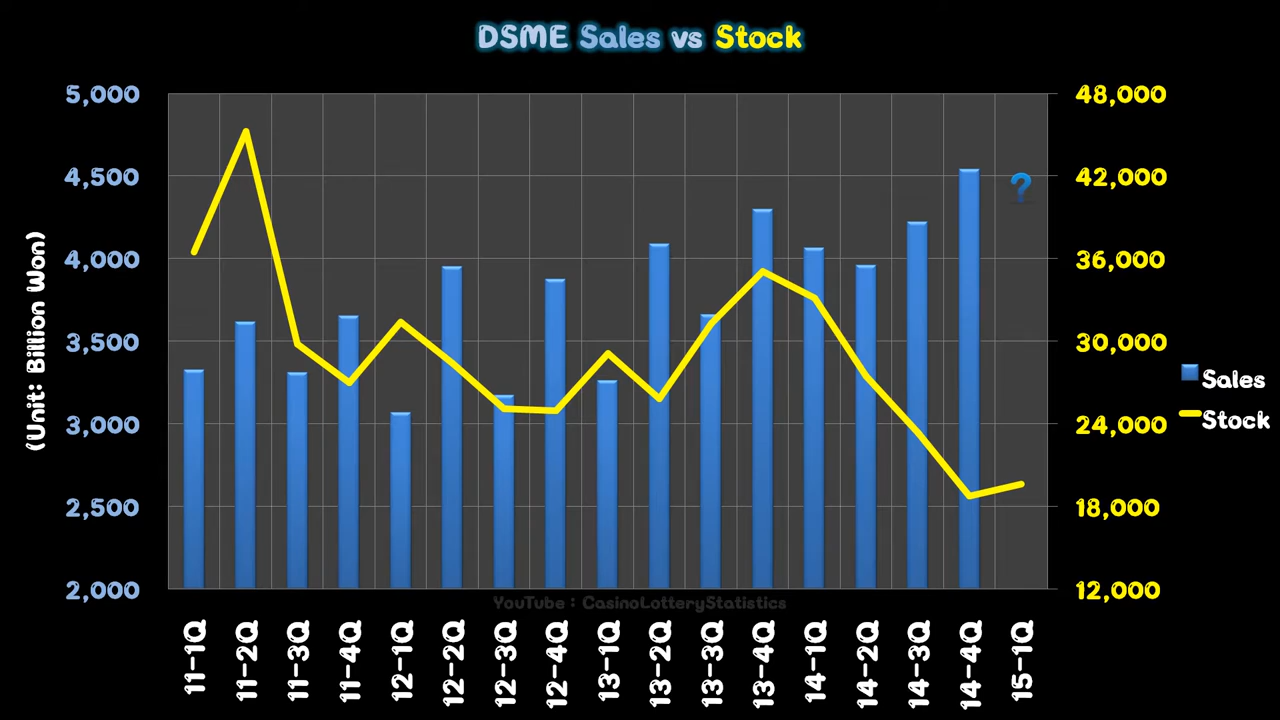 DSME Sales vs Stock
5,000
4,500
4,000
3,500
3,000
2,500
2,000
(Unit: Billion Won)
?
48,000
42,000
36,000
30,000
24,000
18,000
12,000
Sales
Stock
YouTube : CasinoLotteryStatistics
11-1Q
11-2Q
11-3Q
11-4Q
12-1Q
12-2Q
12-3Q
12-4Q
13-1Q
13-2Q
13-3Q
13-4Q
14-1Q
14-2Q
14-3Q
14-4Q
15-1Q